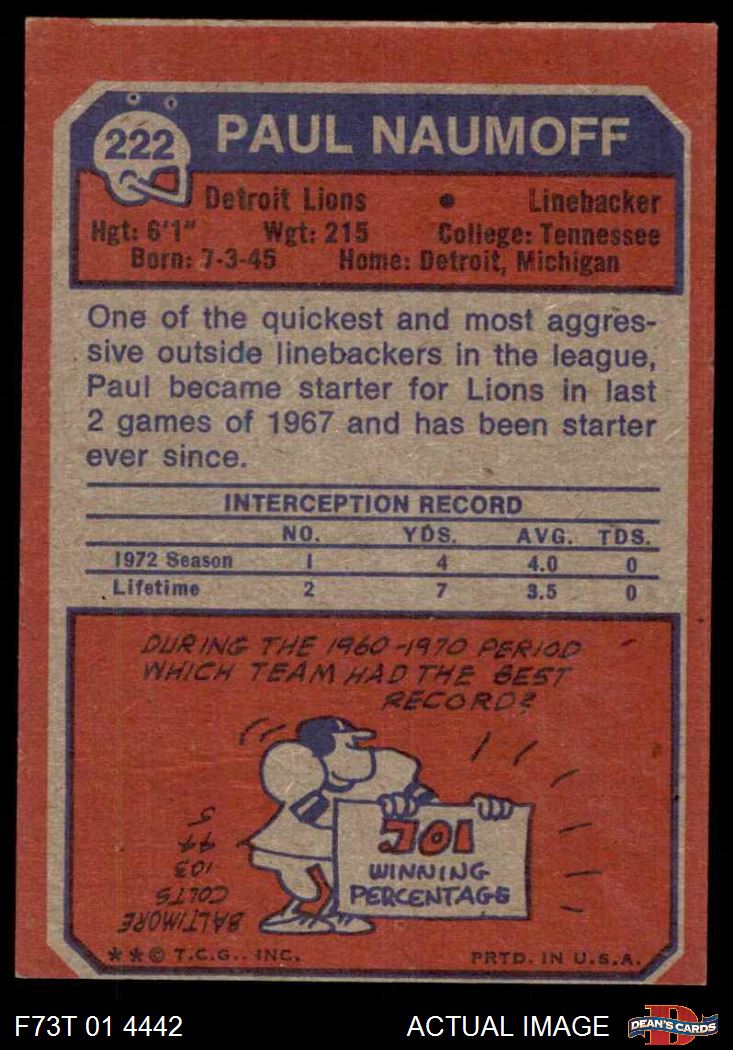 222
PAUL NAUMOFF
Detroit Lions • Linebacker
Hgt: 6'1" Wgt: 215 College: Tennessee
Born: 7-3-45 Home: Detroit, Michigan
One of the quickest and most aggres-
sive outside linebackers in the league,
Paul became starter for Lions in last
2 games of 1967 and has been starter
ever since.
INTERCEPTION RECORD
NO. YDS. AVG. TDS.
1972 Season 1 4 4.0 0
Lifetime 2 7 3.5 0
DURING THE 1960-1970 PERIOD
WHICH TEAM HAD THE BEST
RECORD?
.701
WINNING
PERCENTAGE
BALTIMORE
COLTS
103
44
5
**© T.C.G., INC. PRTD. IN U.S.A.
F73T 01 4442 ACTUAL IMAGE
D
DEAN'S CARDS